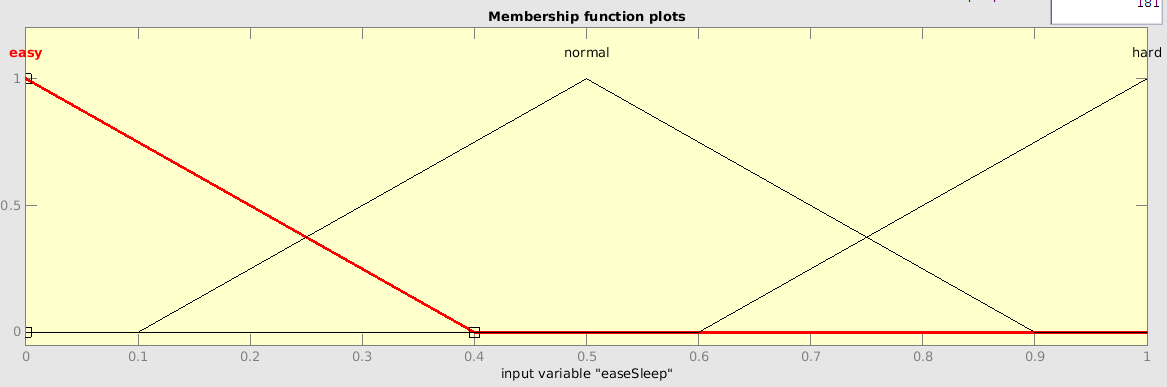 181
Membership function plots
easy normal hard
1
0.5
0
0 0.1 0.2 0.3 0.4 0.5 0.6 0.7 0.8 0.9 1
input variable "easeSleep"